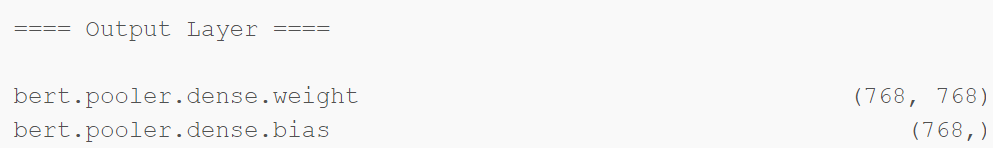 ==== Output Layer ====
bert.pooler.dense.weight (768, 768)
bert.pooler.dense.bias (768,)